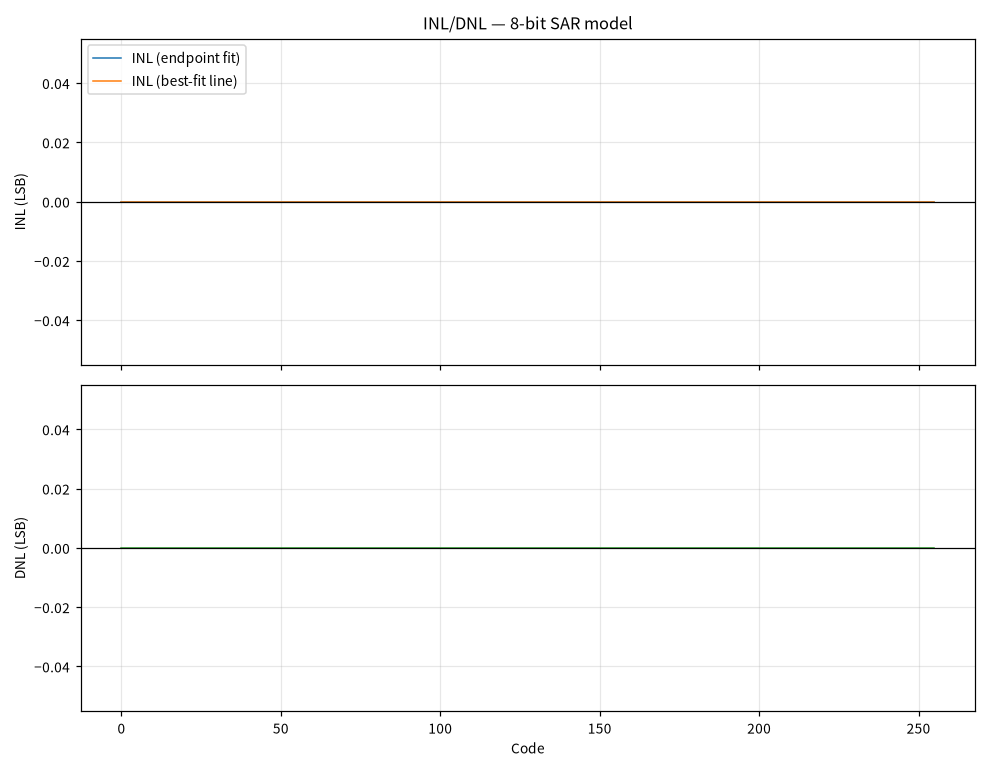 INL/DNL — 8-bit SAR model
INL (endpoint fit)
INL (best-fit line)
0.04
0.02
0.00
−0.02
−0.04
INL (LSB)
0.04
0.02
0.00
−0.02
−0.04
DNL (LSB)
0 50 100 150 200 250
Code